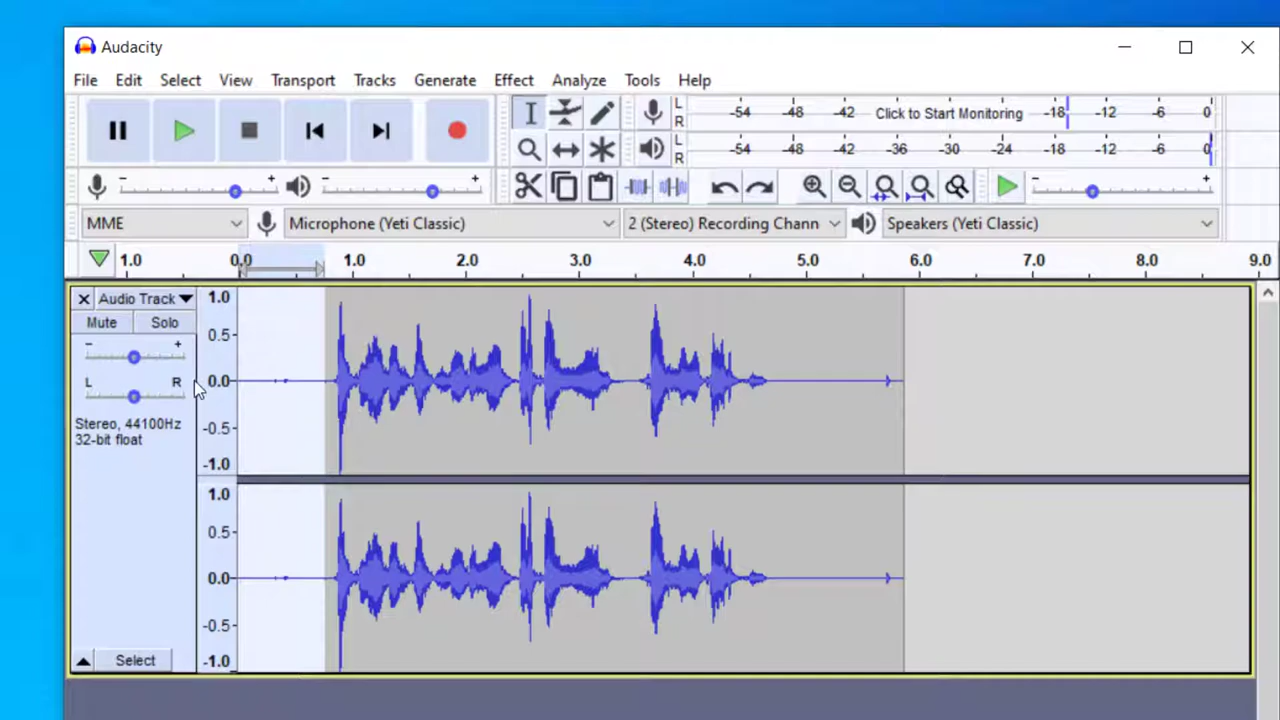 Audacity
File Edit Select View Transport Tracks Generate Effect Analyze Tools Help
L R -54 -48 -42 Click to Start Monitoring -18 -12 -6 0
L R -54 -48 -42 -36 -30 -24 -18 -12 -6 0
- + - + - +
MME Microphone (Yeti Classic) 2 (Stereo) Recording Chann Speakers (Yeti Classic)
1.0 0.0 1.0 2.0 3.0 4.0 5.0 6.0 7.0 8.0 9.0
Audio Track 1.0
Mute Solo
- + 0.5
L R 0.0
Stereo, 44100Hz -0.5
32-bit float
-1.0
1.0
0.5
0.0
-0.5
Select -1.0